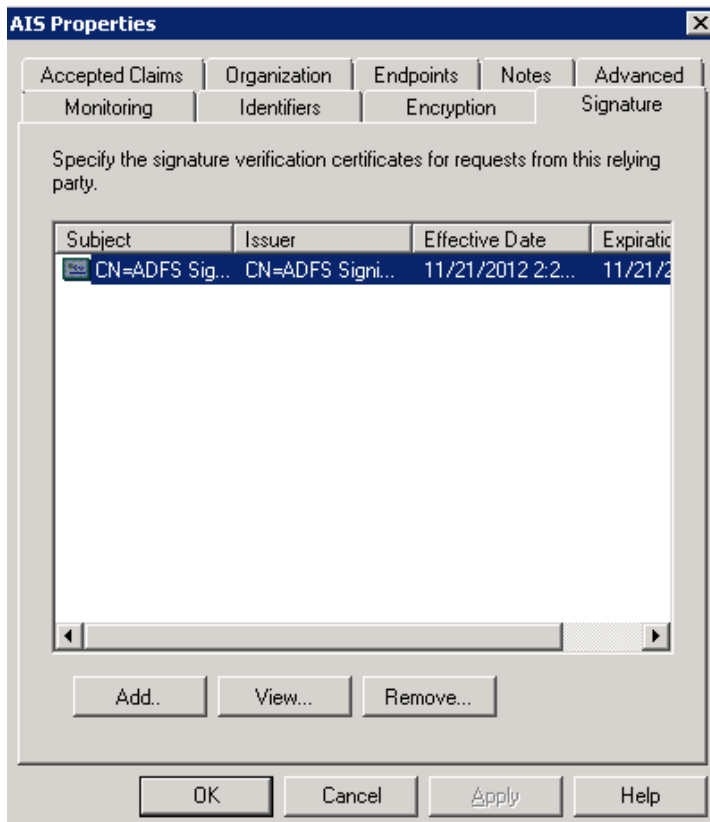 AIS Properties
Accepted Claims Organization Endpoints Notes Advanced
Monitoring Identifiers Encryption Signature
Specify the signature verification certificates for requests from this relying
party.
Subject Issuer Effective Date Expiratic
CN=ADFS Sig... CN=ADFS Signi... 11/21/2012 2:2... 11/21/2
Add.. View... Remove...
OK Cancel Apply Help